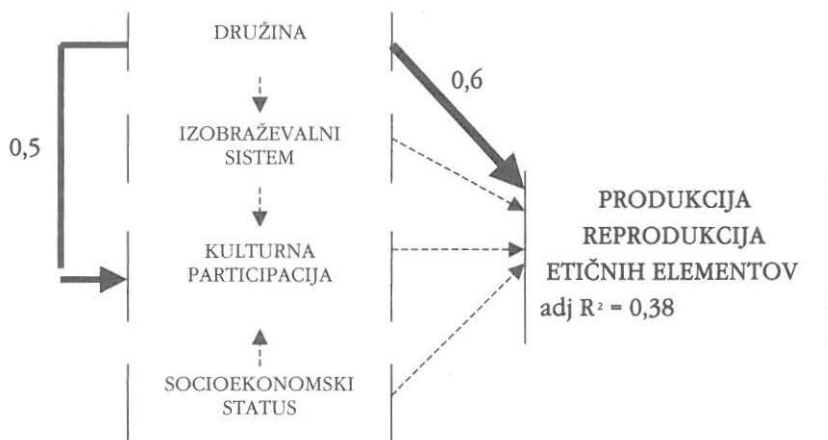 DRUŽINA
0,6
0,5
IZOBRAŽEVALNI
SISTEM
KULTURNA
PARTICIPACIJA
SOCIOEKONOMSKI
STATUS
PRODUKCIJA
REPRODUKCIJA
ETIČNIH ELEMENTOV
adj R² = 0,38